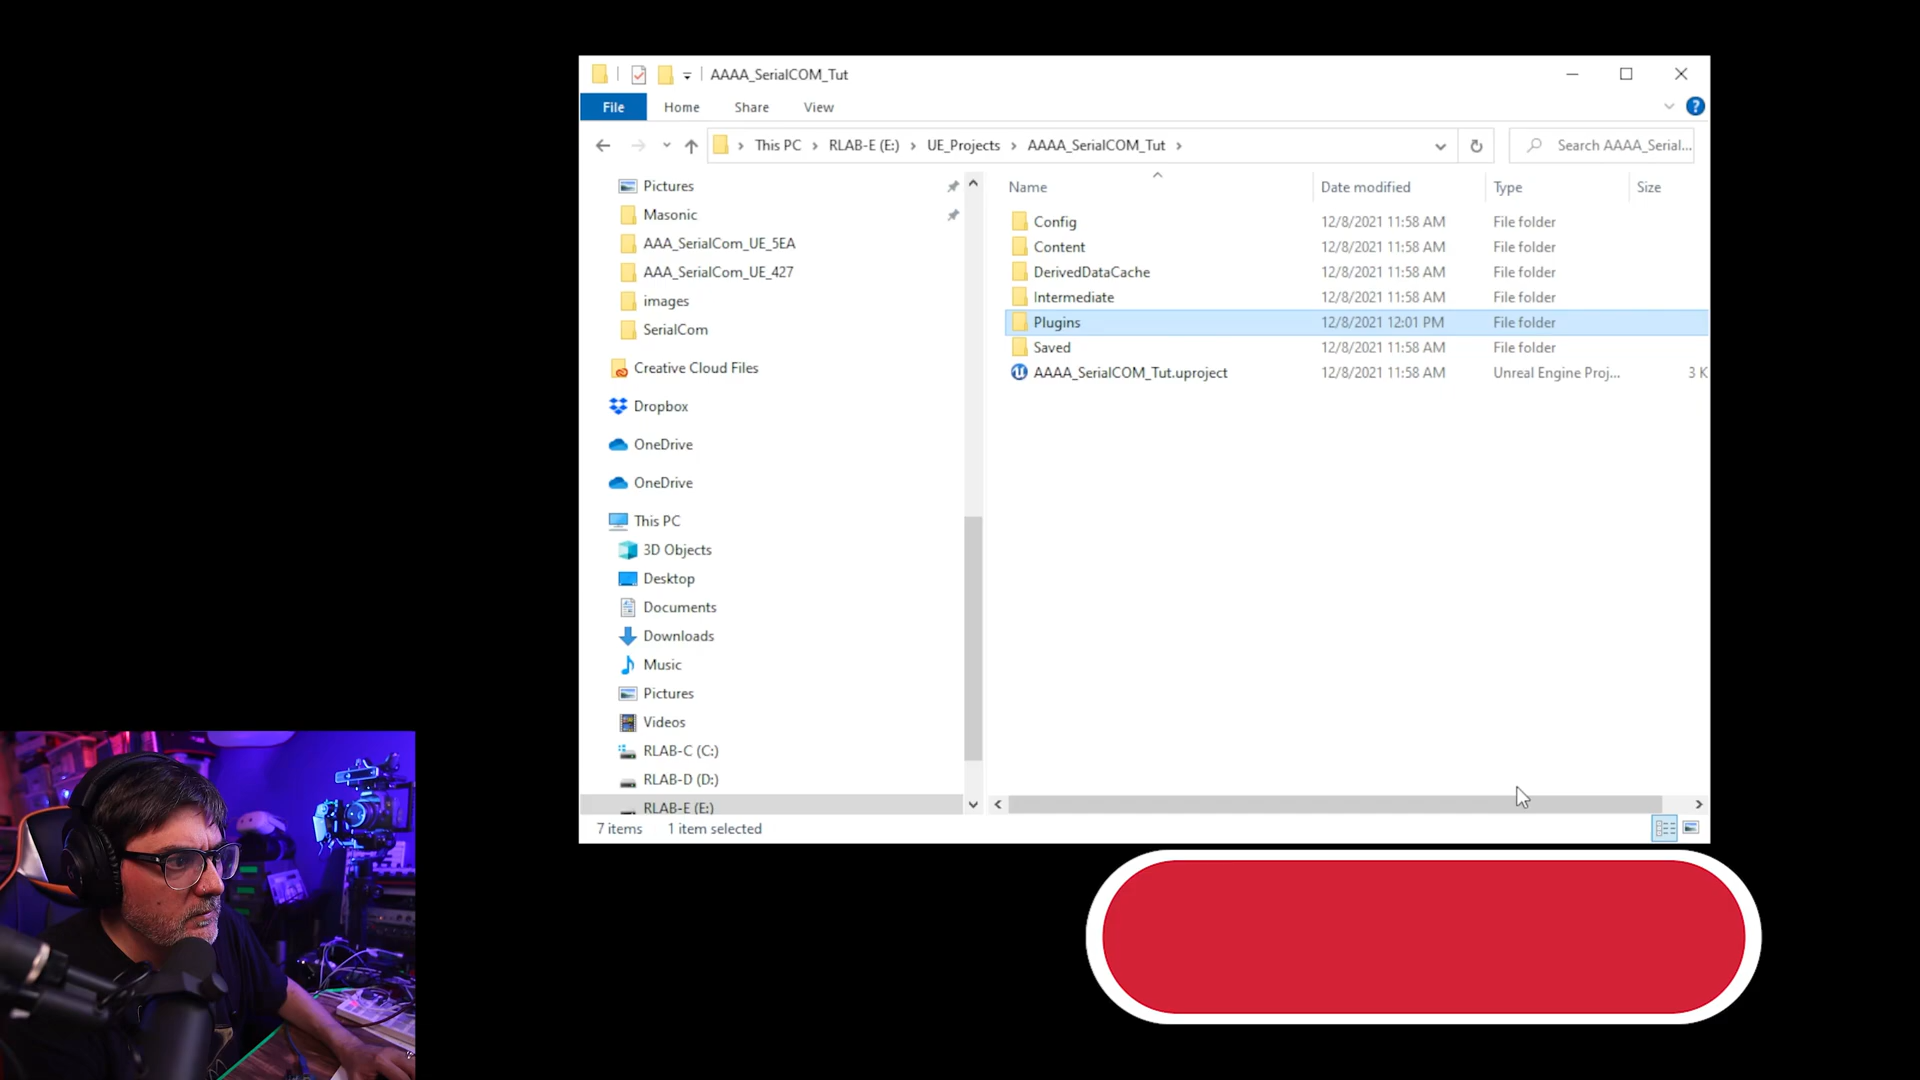 AAAA_SerialCOM_Tut
File Home Share View
This PC RLAB-E (E:) UE_Projects AAAA_SerialCOM_Tut
Search AAAA_Serial...
Pictures
Masonic
AAA_SerialCom_UE_5EA
AAA_SerialCom_UE_427
images
SerialCom
Creative Cloud Files
Dropbox
OneDrive
OneDrive
This PC
3D Objects
Desktop
Documents
Downloads
Music
Pictures
Videos
RLAB-C (C:)
RLAB-D (D:)
RLAB-E (E:)
Name Date modified Type Size
Config 12/8/2021 11:58 AM File folder
Content 12/8/2021 11:58 AM File folder
DerivedDataCache 12/8/2021 11:58 AM File folder
Intermediate 12/8/2021 11:58 AM File folder
Plugins 12/8/2021 12:01 PM File folder
Saved 12/8/2021 11:58 AM File folder
AAAA_SerialCOM_Tut.uproject 12/8/2021 11:58 AM Unreal Engine Proj... 3 K
7 items 1 item selected